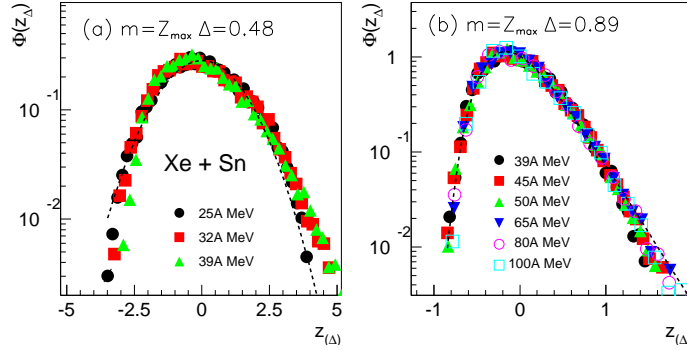 (a) m=Z_max Δ=0.48
Φ(z_Δ)
10^-1
10^-2
Xe + Sn
25A MeV
32A MeV
39A MeV
-5 -2.5 0 2.5 5
z_(Δ)
(b) m=Z_max Δ=0.89
Φ(z_Δ)
1
10^-1
10^-2
39A MeV
45A MeV
50A MeV
65A MeV
80A MeV
100A MeV
-1 0 1
z_(Δ)